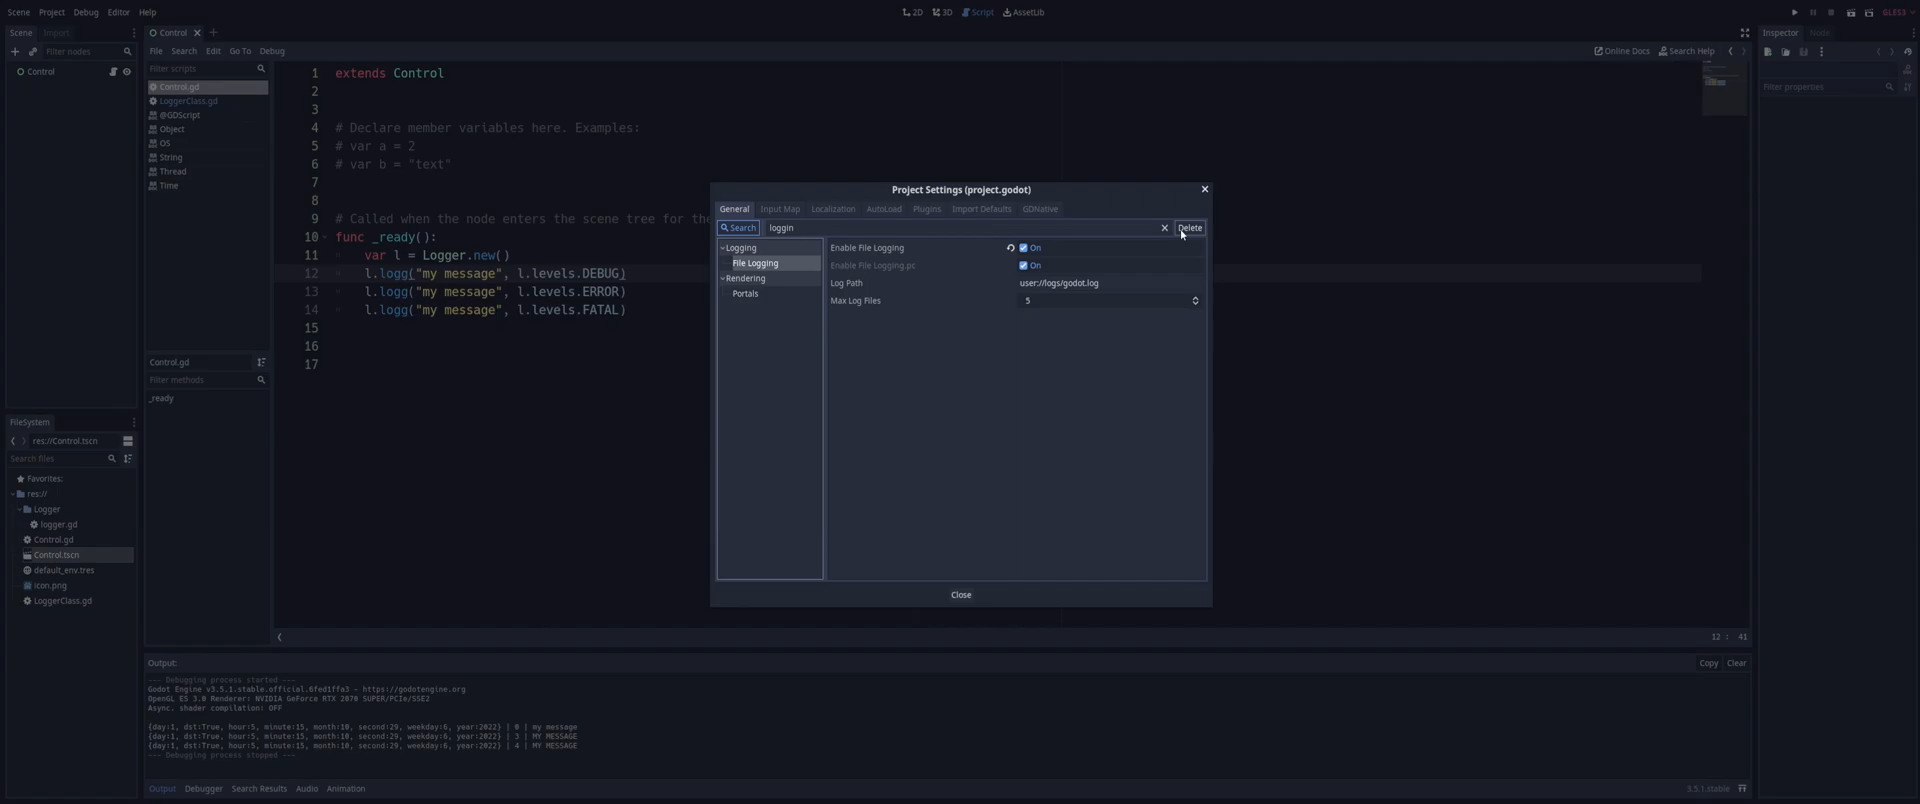 Scene Project Debug Editor Help
2D 3D Script AssetLib
GLES3
Scene Import
Filter nodes
Control
Control
File Search Edit Go To Debug
Online Docs Search Help
Filter scripts
Control.gd
LoggerClass.gd
@GDScript
Object
OS
String
Thread
Time
Control.gd
Filter methods
_ready
1 extends Control
2
3
4 # Declare member variables here. Examples:
5 # var a = 2
6 # var b = "text"
7
8
9 # Called when the node enters the scene tree for the
10 func _ready():
11 var l = Logger.new()
12 l.logg("my message", l.levels.DEBUG)
13 l.logg("my message", l.levels.ERROR)
14 l.logg("my message", l.levels.FATAL)
15
16
17
12 : 41
Project Settings (project.godot)
General Input Map Localization AutoLoad Plugins Import Defaults GDNative
Search loggin Delete
Logging
File Logging
Rendering
Portals
Enable File Logging On
Enable File Logging.pc On
Log Path user://logs/godot.log
Max Log Files 5
Close
Inspector Node
Filter properties
FileSystem
res://Control.tscn
Search files
Favorites:
res://
Logger
logger.gd
Control.gd
Control.tscn
default_env.tres
icon.png
LoggerClass.gd
Output:
Copy Clear
--- Debugging process started ---
Godot Engine v3.5.1.stable.official.6fed1ffa3 - https://godotengine.org
OpenGL ES 3.0 Renderer: NVIDIA GeForce RTX 2070 SUPER/PCIe/SSE2
Async. shader compilation: OFF
{day:1, dst:True, hour:5, minute:15, month:10, second:29, weekday:6, year:2022} | 0 | my message
{day:1, dst:True, hour:5, minute:15, month:10, second:29, weekday:6, year:2022} | 3 | MY MESSAGE
{day:1, dst:True, hour:5, minute:15, month:10, second:29, weekday:6, year:2022} | 4 | MY MESSAGE
--- Debugging process stopped ---
Output Debugger Search Results Audio Animation
3.5.1.stable